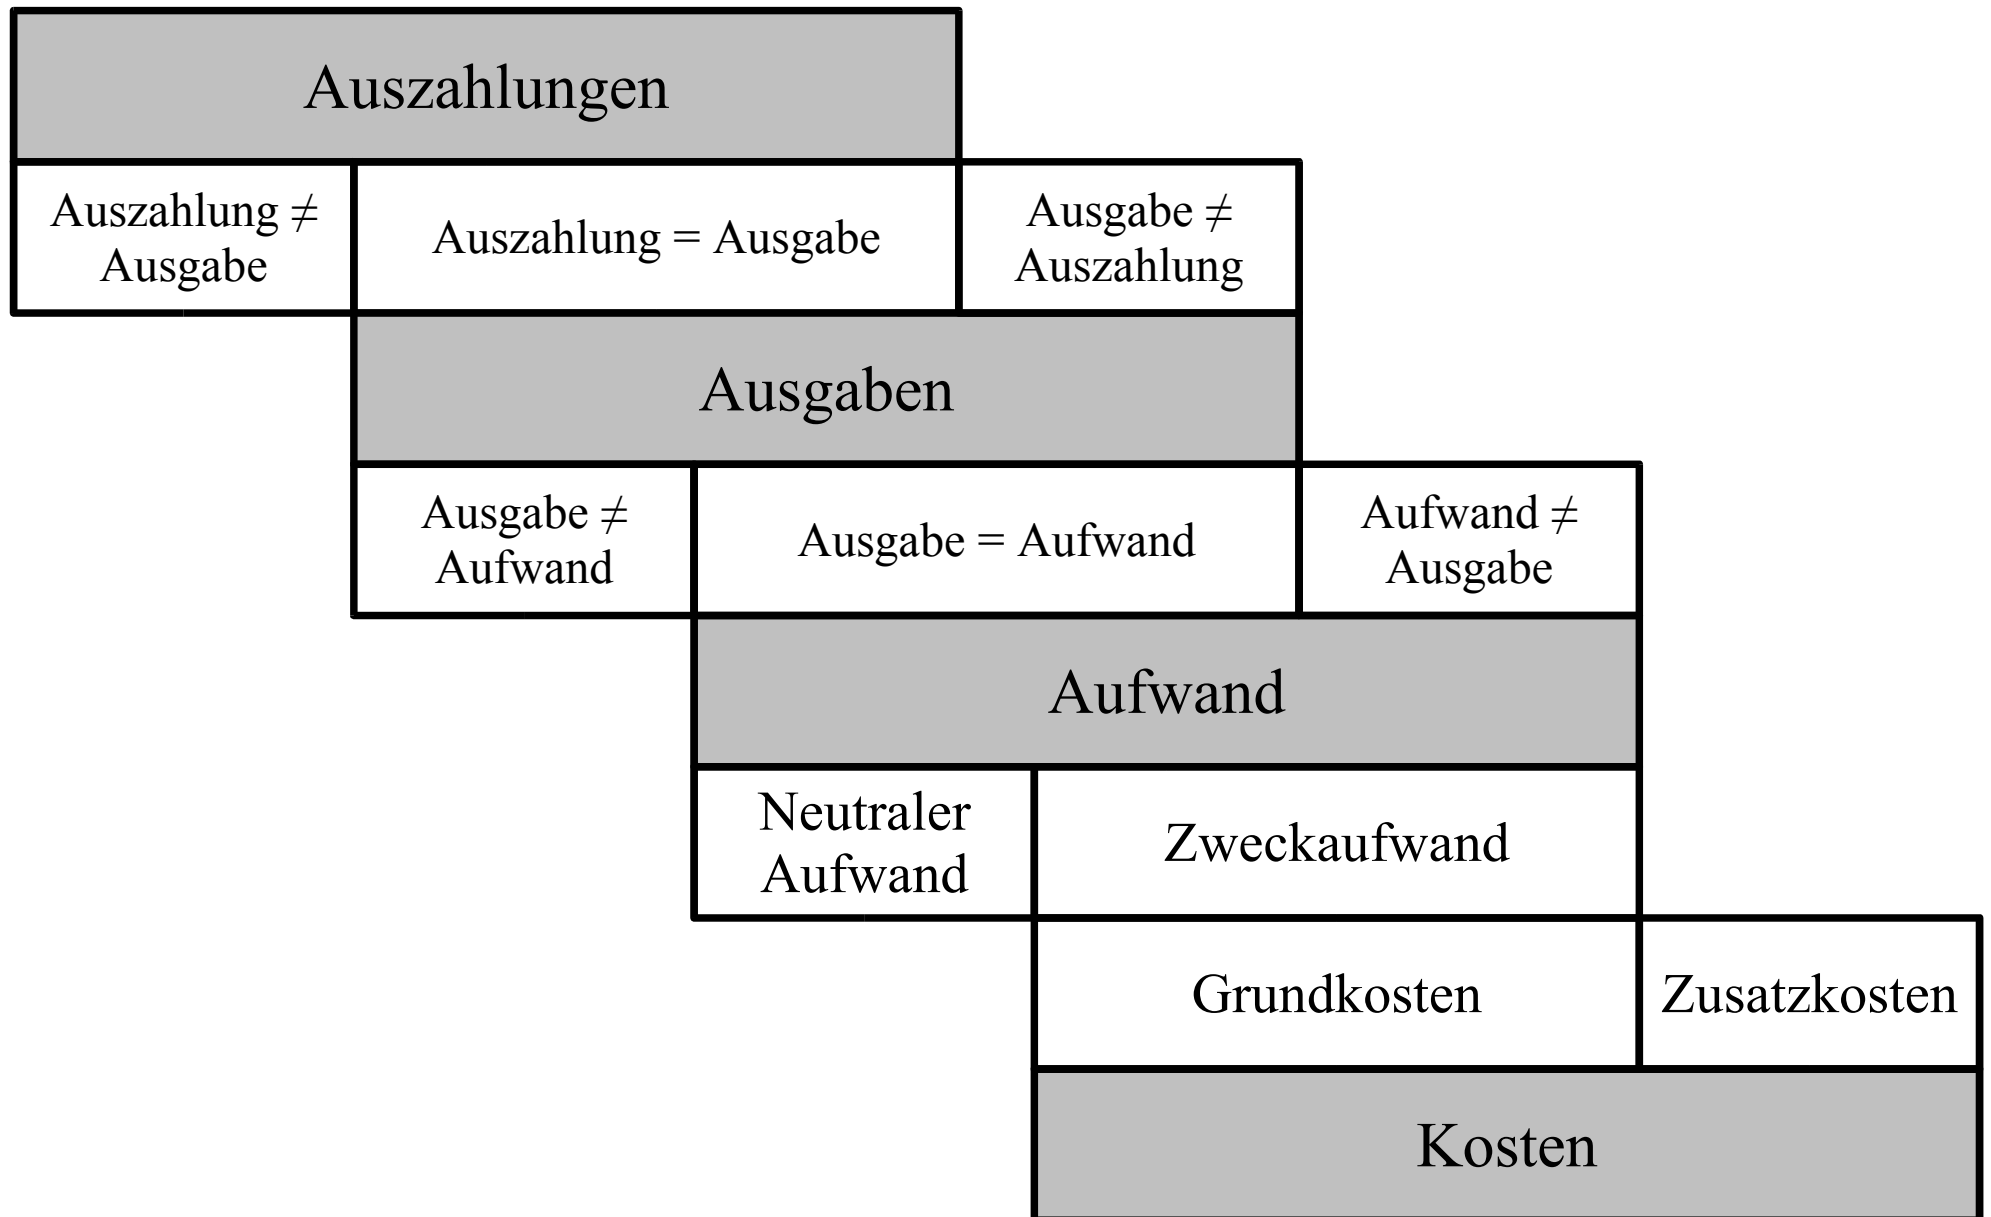 Auszahlungen
Auszahlung ≠
Ausgabe
Auszahlung = Ausgabe
Ausgabe ≠
Auszahlung
Ausgaben
Ausgabe ≠
Aufwand
Ausgabe = Aufwand
Aufwand ≠
Ausgabe
Aufwand
Neutraler
Aufwand
Zweckaufwand
Grundkosten
Zusatzkosten
Kosten